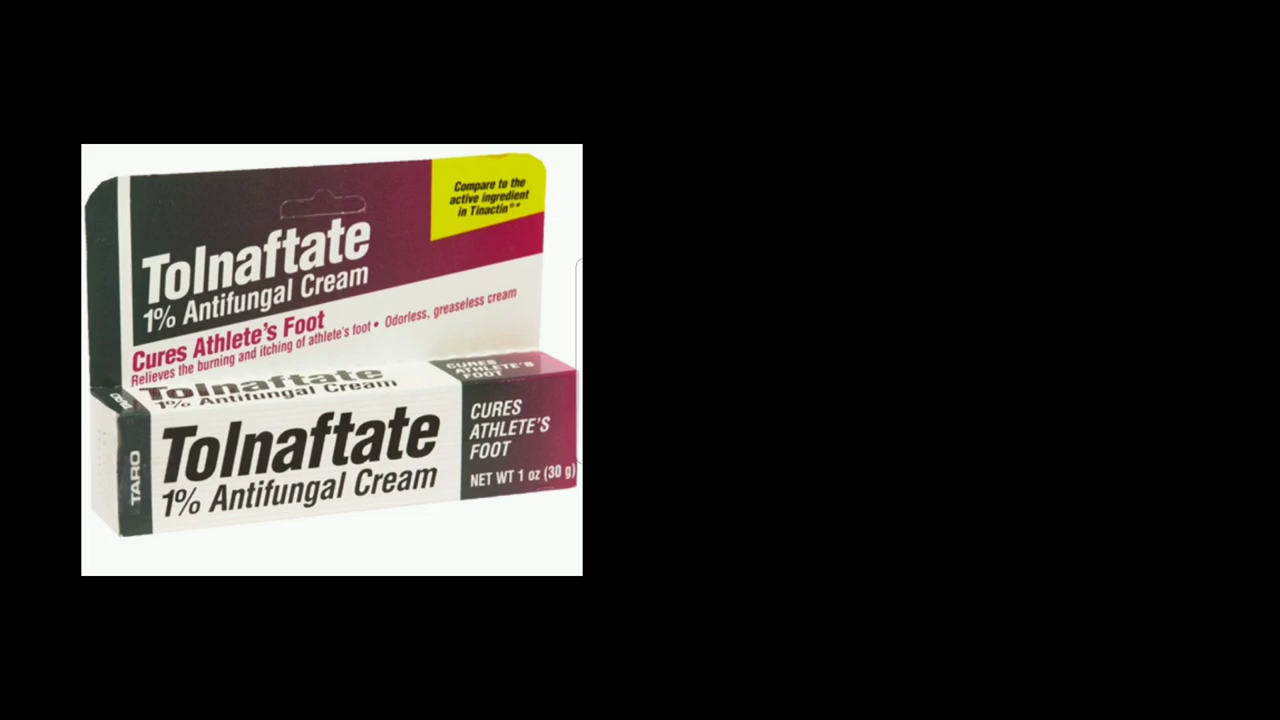 Compare to the
active ingredient
in Tinactin®*
Tolnaftate
1% Antifungal Cream
Cures Athlete's Foot
Relieves the burning and itching of athlete's foot • Odorless, greaseless cream
Tolnaftate
1% Antifungal Cream
CURES
ATHLETE'S
FOOT
TARO
TARO
Tolnaftate
1% Antifungal Cream
CURES
ATHLETE'S
FOOT
NET WT 1 oz (30 g)